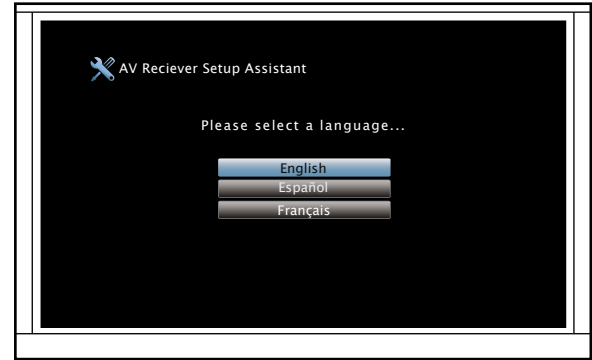 AV Reciever Setup Assistant
Please select a language...
English
Español
Français